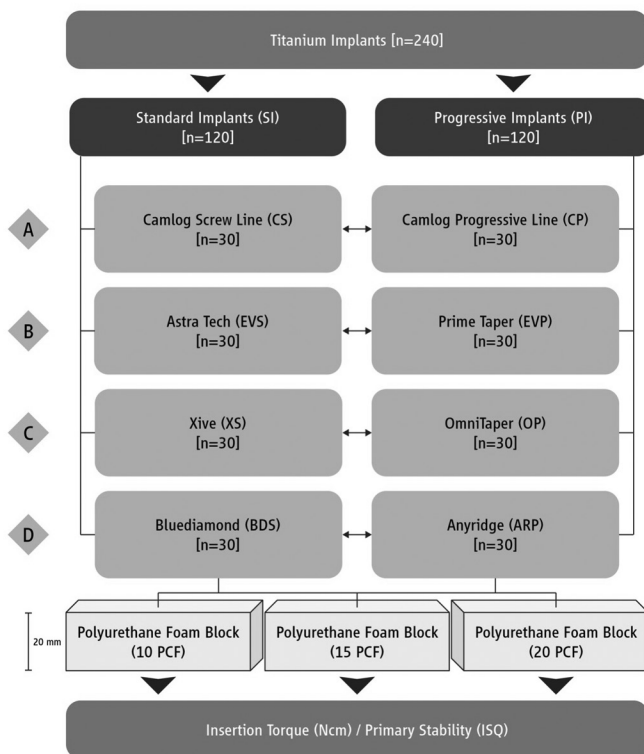 Titanium Implants [n=240]
Standard Implants (SI)
[n=120]
Progressive Implants (PI)
[n=120]
A
Camlog Screw Line (CS)
[n=30]
Camlog Progressive Line (CP)
[n=30]
B
Astra Tech (EVS)
[n=30]
Prime Taper (EVP)
[n=30]
C
Xive (XS)
[n=30]
OmniTaper (OP)
[n=30]
D
Bluediamond (BDS)
[n=30]
Anyridge (ARP)
[n=30]
20 mm
Polyurethane Foam Block
(10 PCF)
Polyurethane Foam Block
(15 PCF)
Polyurethane Foam Block
(20 PCF)
Insertion Torque (Ncm) / Primary Stability (ISQ)